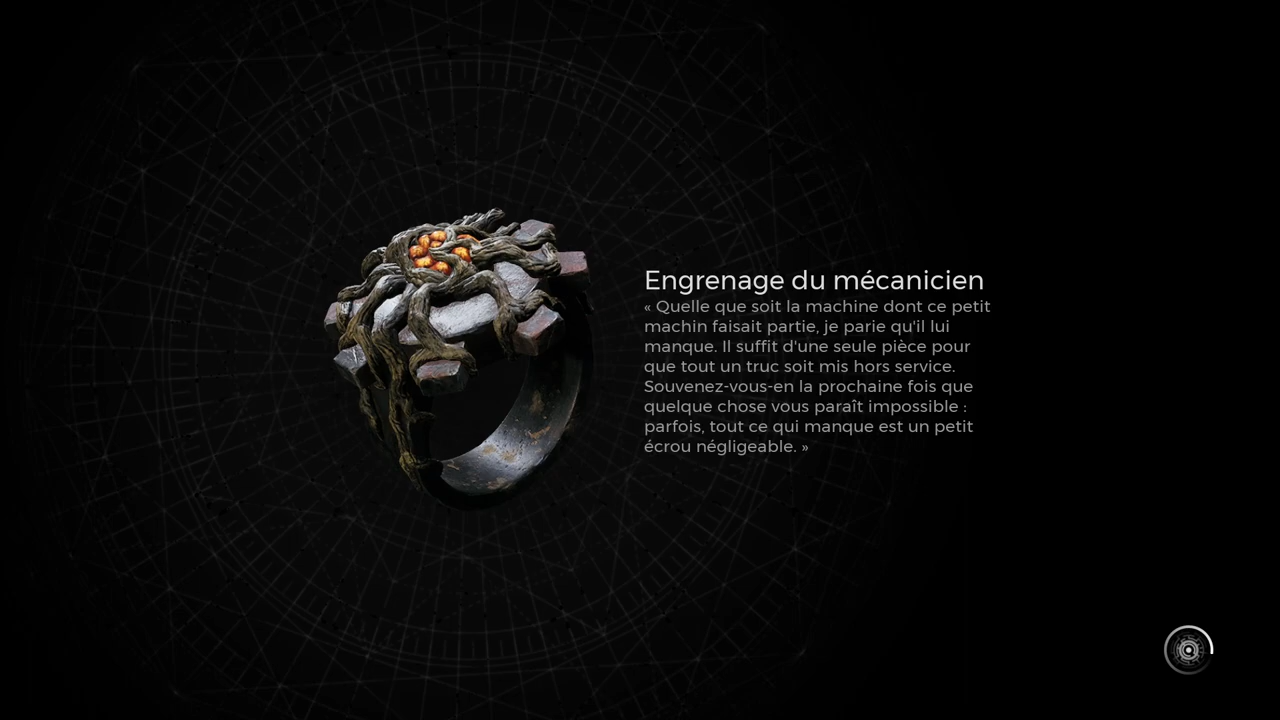 Engrenage du mécanicien
« Quelle que soit la machine dont ce petit
machin faisait partie, je parie qu'il lui
manque. Il suffit d'une seule pièce pour
que tout un truc soit mis hors service.
Souvenez-vous-en la prochaine fois que
quelque chose vous paraît impossible :
parfois, tout ce qui manque est un petit
écrou négligeable. »